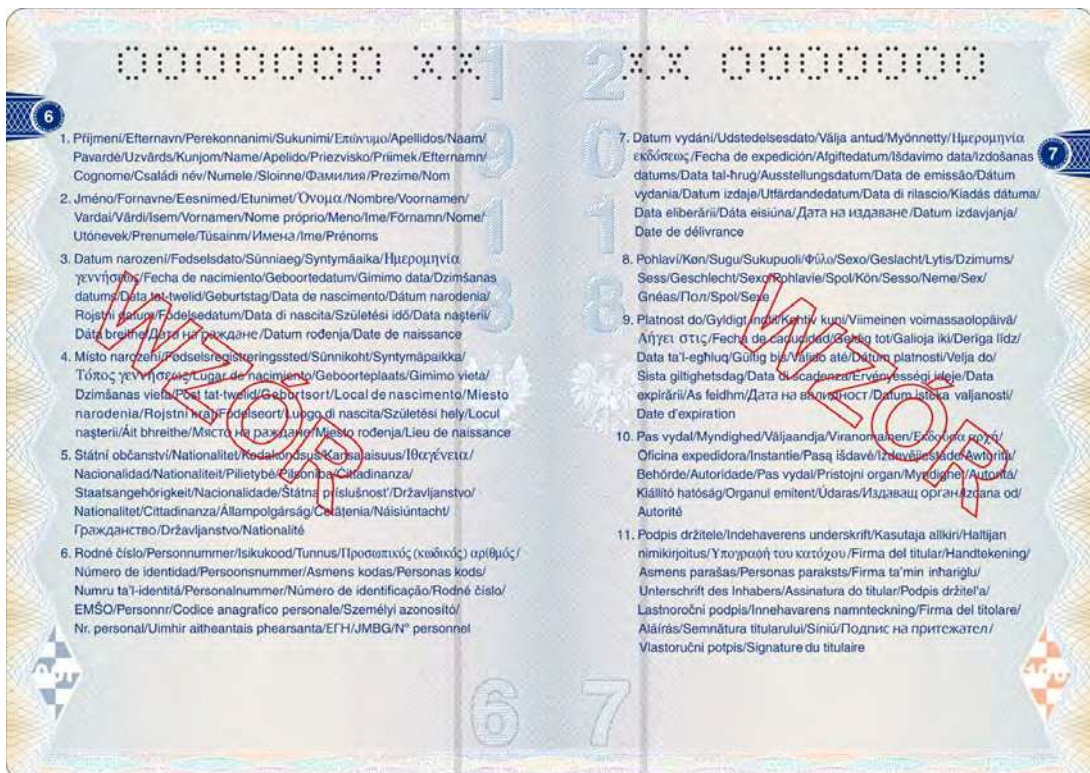 0000000 XX
6
1. Příjmení/Efternavn/Perekonnanimi/Sukunimi/Επώνυμο/Apellidos/Naam/
Pavardė/Uzvārds/Kunjom/Name/Apelido/Priezvisko/Priimek/Efternamn/
Cognome/Családi név/Numele/Sloinne/Фамилия/Prezime/Nom
2. Jméno/Fornavne/Eesnimed/Etunimet/Όνομα/Nombre/Voornamen/
Vardai/Vārdi/Isem/Vornamen/Nome próprio/Meno/Ime/Förnamn/Nome/
Utónevek/Prenumele/Túsainm/Имена/Ime/Prénoms
3. Datum narození/Fødselsdato/Sünniaeg/Syntymäaika/Ημερομηνία
γεννήσεως/Fecha de nacimiento/Geboortedatum/Gimimo data/Dzimšanas
datums/Data tat-twelid/Geburtstag/Data de nascimento/Dátum narodenia/
Rojstni datum/Födelsedatum/Data di nascita/Születési idő/Data naşterii/
Dáta breithe/Дата на раждане/Datum rođenja/Date de naissance
4. Místo narození/Fødselsregistreringssted/Sünnikoht/Syntymäpaikka/
Τόπος γεννήσεως/Lugar de nacimiento/Geboorteplaats/Gimimo vieta/
Dzimšanas vieta/Post tat-twelid/Geburtsort/Local de nascimento/Miesto
narodenia/Rojstni kraj/Födelseort/Luogo di nascita/Születési hely/Locul
naşterii/Áit bhreithe/Място на раждане/Mjesto rođenja/Lieu de naissance
5. Státní občanství/Nationalitet/Kodakondsus/Kansalaisuus/Ιθαγένεια/
Nacionalidad/Nationaliteit/Pilietybė/Pilsonība/Cittadinanza/
Staatsangehörigkeit/Nacionalidade/Štátna príslušnosť/Državljanstvo/
Nationalitet/Cittadinanza/Állampolgárság/Cetăţenia/Náisiúntacht/
Гражданство/Državljanstvo/Nationalité
6. Rodné číslo/Personnummer/Isikukood/Tunnus/Προσωπικός (κωδικός) αριθμός/
Número de identidad/Persoonsnummer/Asmens kodas/Personas kods/
Numru ta'l-identità/Personalnummer/Número de identificação/Rodné číslo/
EMŠO/Personnr/Codice anagrafico personale/Személyi azonosító/
Nr. personal/Uimhir aitheantais phearsanta/ЕГН/JMBG/N° personnel
WZÓR
1918
6
XX 0000000
7
7. Datum vydání/Udstedelsesdato/Välja antud/Myönnetty/Ημερομηνία
εκδόσεως/Fecha de expedición/Afgiftedatum/Išdavimo data/Izdošanas
datums/Data tal-ħruġ/Ausstellungsdatum/Data de emissão/Dátum
vydania/Datum izdaje/Utfärdandedatum/Data di rilascio/Kiadás dátuma/
Data eliberării/Dáta eisiúna/Дата на издаване/Datum izdavjanja/
Date de délivrance
8. Pohlaví/Køn/Sugu/Sukupuoli/Φύλο/Sexo/Geslacht/Lytis/Dzimums/
Sess/Geschlecht/Sexo/Pohlavie/Spol/Kön/Sesso/Neme/Sex/
Gnéas/Пол/Spol/Sexe
9. Platnost do/Gyldigt indtil/Kehtiv kuni/Viimeinen voimassaolopäivä/
Λήγει στις/Fecha de caducidad/Geldig tot/Galioja iki/Derīga līdz/
Data ta'l-egħluq/Gültig bis/Válido até/Dátum platnosti/Velja do/
Sista giltighetsdag/Data di scadenza/Érvényességi ideje/Data
expirării/As feidhm/Дата на валидност/Datum isteka valjanosti/
Date d'expiration
10. Pas vydal/Myndighed/Väljaandja/Viranomainen/Εκδούσα αρχή/
Oficina expedidora/Instantie/Pasą išdavė/Izdevējiestāde/Awtorità/
Behörde/Autoridade/Pas vydal/Pristojni organ/Myndighet/Autorità/
Kiállító hatóság/Organul emitent/Údaras/Издаващ орган/Izdana od/
Autorité
11. Podpis držitele/Indehaverens underskrift/Kasutaja allkiri/Haltijan
nimikirjoitus/Υπογραφή του κατόχου/Firma del titular/Handtekening/
Asmens parašas/Personas paraksts/Firma ta'min inħariġlu/
Unterschrift des Inhabers/Assinatura do titular/Podpis držiteľa/
Lastnoročni podpis/Innehavarens namnteckning/Firma del titolare/
Aláírás/Semnătura titularului/Síniú/Подпис на притежател/
Vlastoručni potpis/Signature du titulaire
WZÓR
2018
7